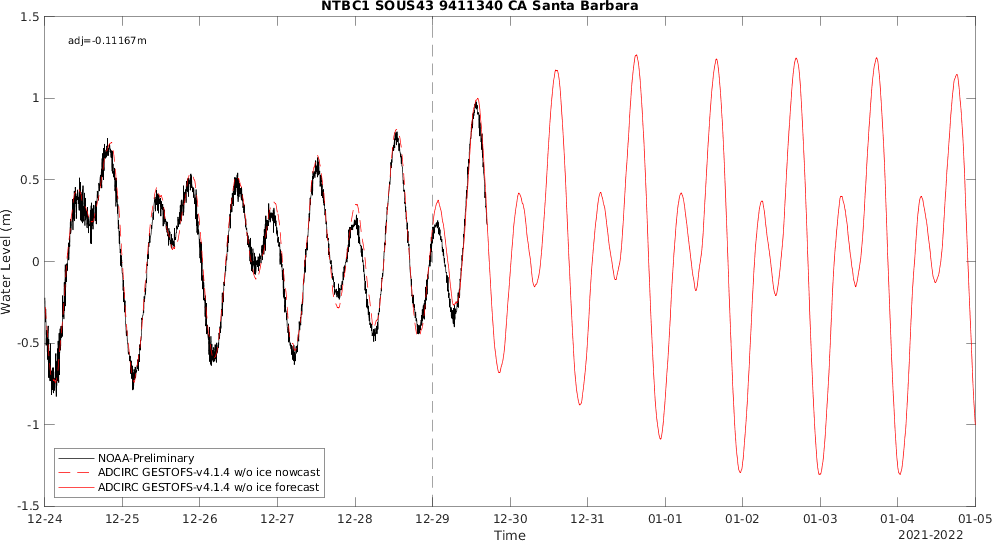 NTBC1 SOUS43 9411340 CA Santa Barbara
1.5
adj=-0.11167m
1
0.5
0
-0.5
-1
-1.5
Water Level (m)
NOAA-Preliminary
ADCIRC GESTOFS-v4.1.4 w/o ice nowcast
ADCIRC GESTOFS-v4.1.4 w/o ice forecast
12-24 12-25 12-26 12-27 12-28 12-29 12-30 12-31 01-01 01-02 01-03 01-04 01-05
Time
2021-2022